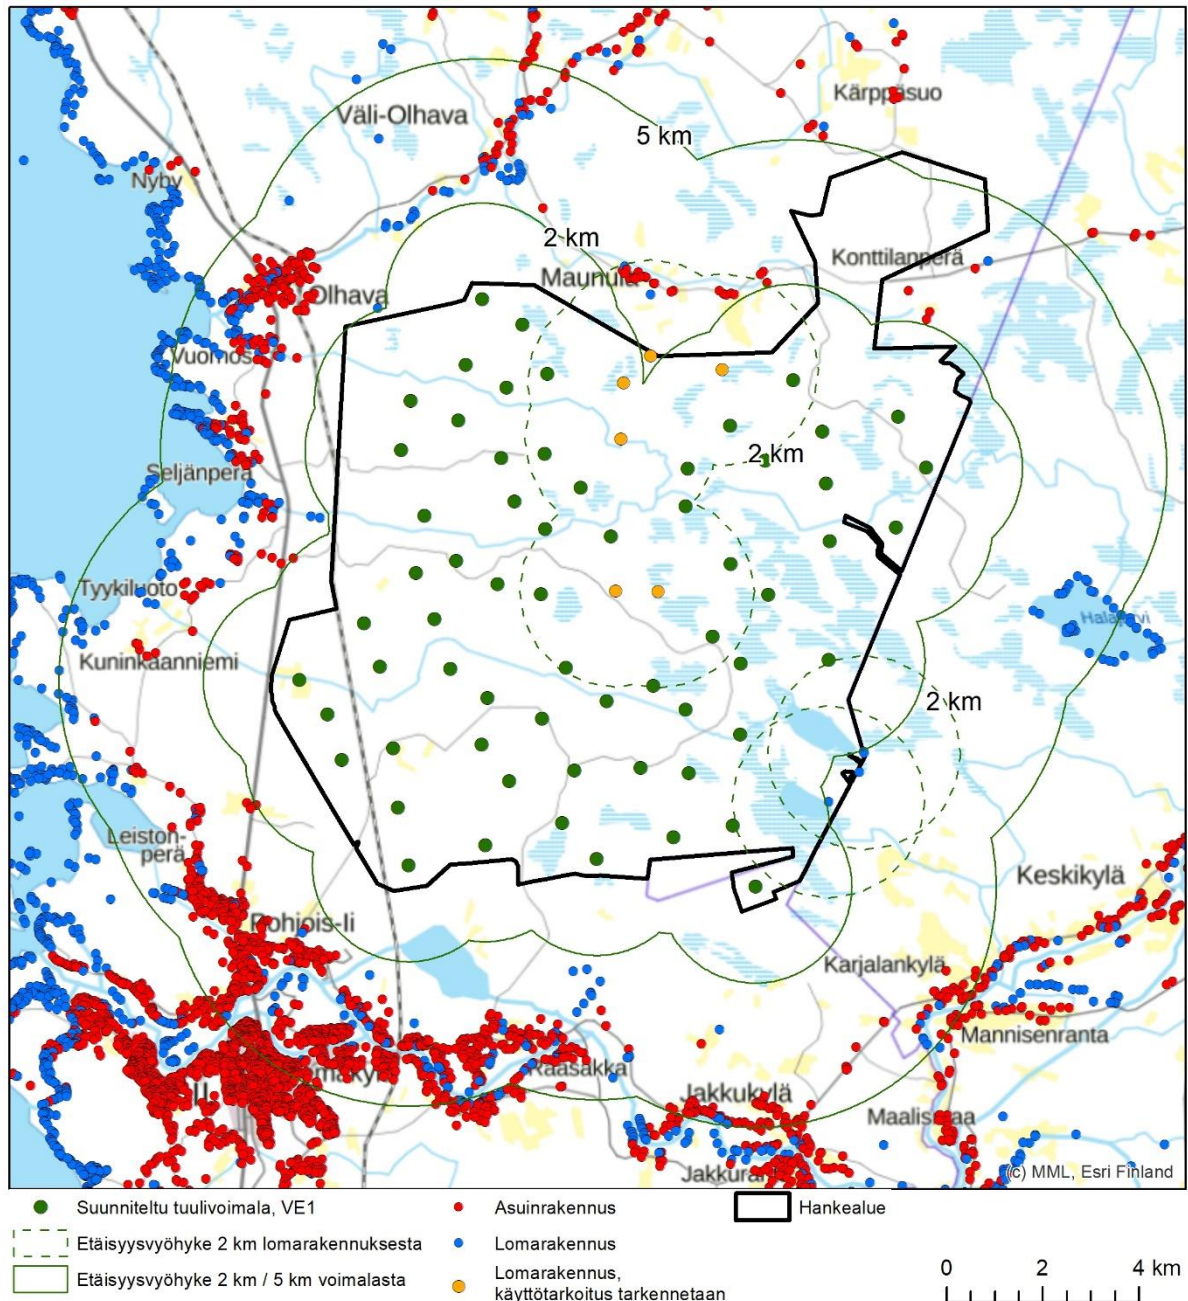 Kärppäsuo
Väli-Olhava
5 km
Nyby
2 km
Konttilanperä
Maunula
Olhava
2 km
Seljänperä
Tyykiluoto
Kuninkaanniemi
2 km
Leiston-
perä
Keskikylä
Pohjois-Ii
Karjalankylä
Mannisenranta
Raasakka
Jakkukylä
(c) MML, Esri Finland
Suunniteltu tuulivoimala, VE1
Asuinrakennus
Hankealue
Etäisyysvyöhyke 2 km lomarakennuksesta
Lomarakennus
Etäisyysvyöhyke 2 km / 5 km voimalasta
Lomarakennus,
käyttötarkoitus tarkennetaan
0 2 4 km